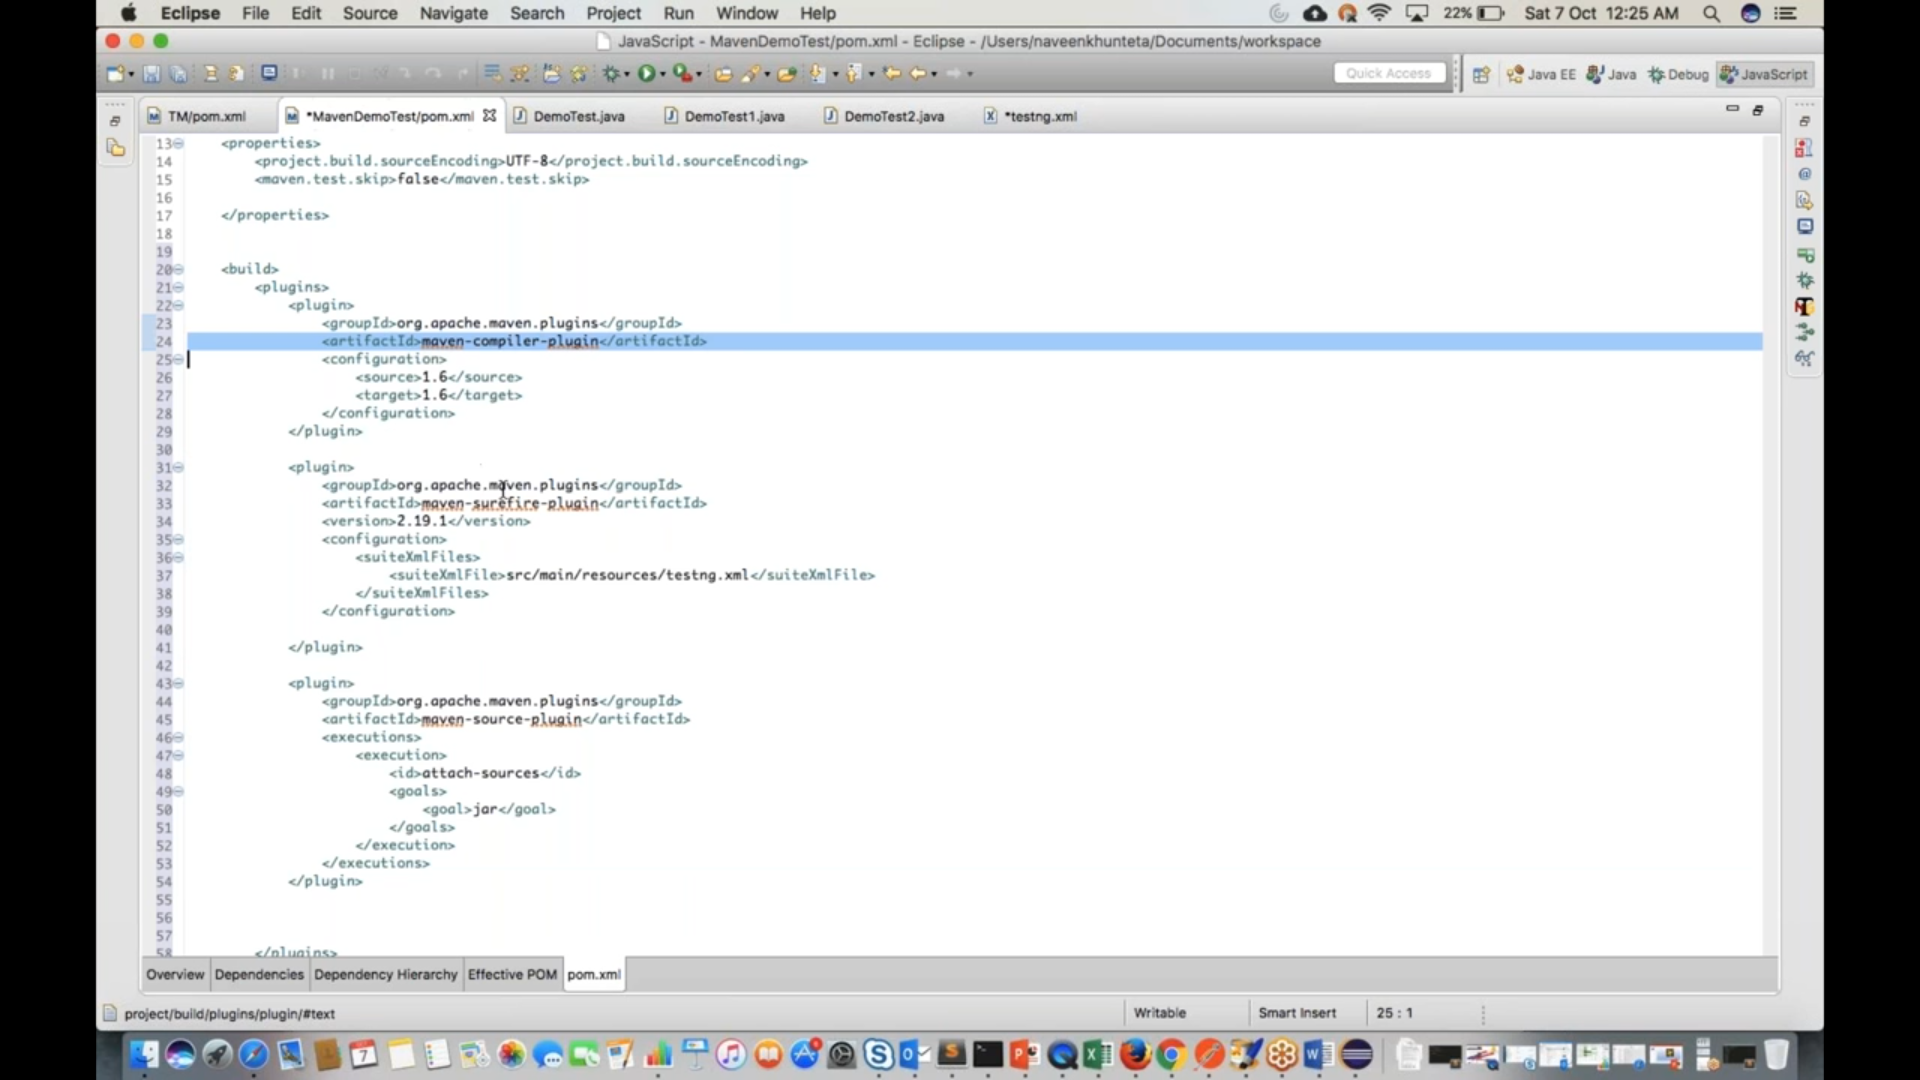 Eclipse File Edit Source Navigate Search Project Run Window Help 22% Sat 7 Oct 12:25 AM
JavaScript - MavenDemoTest/pom.xml - Eclipse - /Users/naveenkhunteta/Documents/workspace
Quick Access Java EE Java Debug JavaScript
TM/pom.xml *MavenDemoTest/pom.xml DemoTest.java DemoTest1.java DemoTest2.java *testng.xml
13 <properties>
14 <project.build.sourceEncoding>UTF-8</project.build.sourceEncoding>
15 <maven.test.skip>false</maven.test.skip>
16
17 </properties>
18
19
20 <build>
21 <plugins>
22 <plugin>
23 <groupId>org.apache.maven.plugins</groupId>
24 <artifactId>maven-compiler-plugin</artifactId>
25 <configuration>
26 <source>1.6</source>
27 <target>1.6</target>
28 </configuration>
29 </plugin>
30
31 <plugin>
32 <groupId>org.apache.maven.plugins</groupId>
33 <artifactId>maven-surefire-plugin</artifactId>
34 <version>2.19.1</version>
35 <configuration>
36 <suiteXmlFiles>
37 <suiteXmlFile>src/main/resources/testng.xml</suiteXmlFile>
38 </suiteXmlFiles>
39 </configuration>
40
41 </plugin>
42
43 <plugin>
44 <groupId>org.apache.maven.plugins</groupId>
45 <artifactId>maven-source-plugin</artifactId>
46 <executions>
47 <execution>
48 <id>attach-sources</id>
49 <goals>
50 <goal>jar</goal>
51 </goals>
52 </execution>
53 </executions>
54 </plugin>
55
56
57
58 </plugins>
Overview Dependencies Dependency Hierarchy Effective POM pom.xml
project/build/plugins/plugin/#text Writable Smart Insert 25 : 1
7